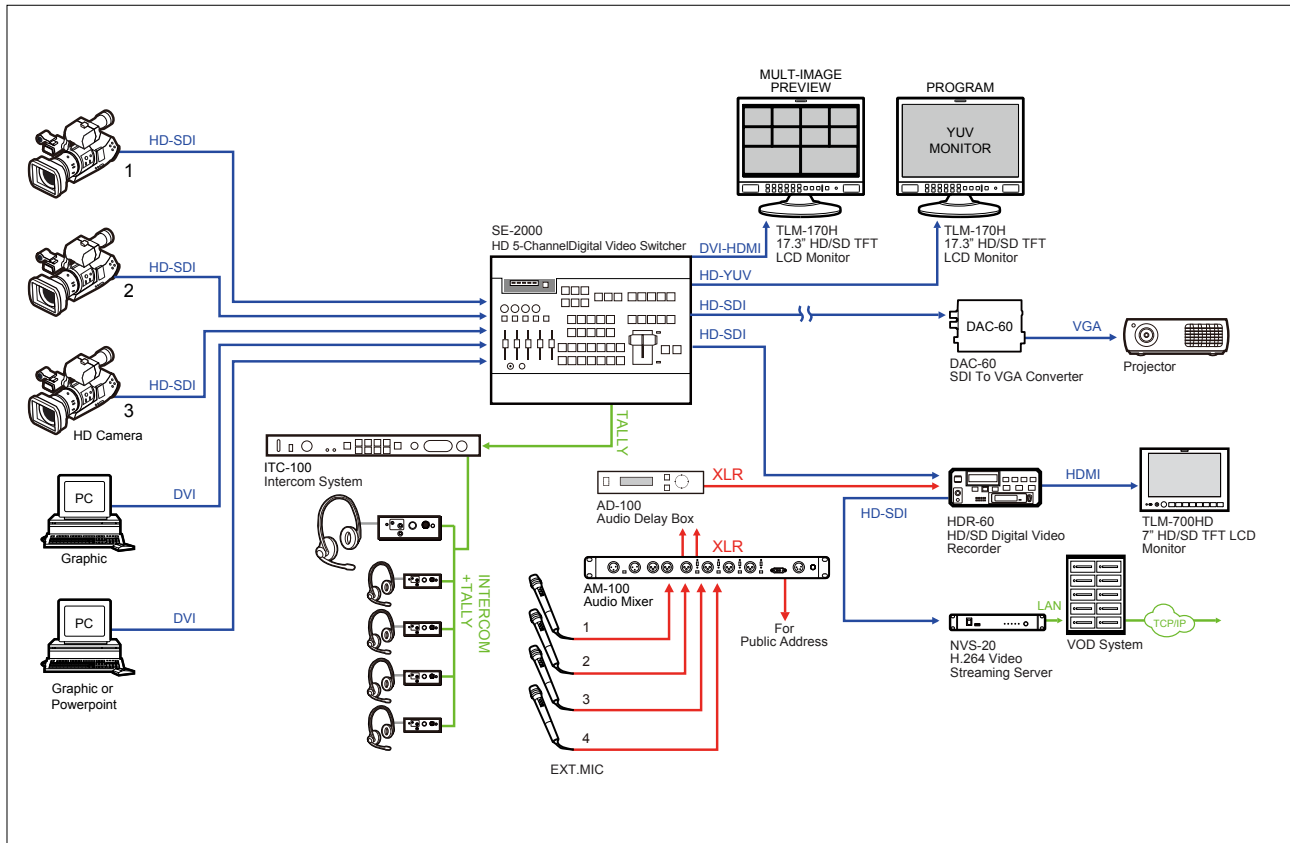 MULT-IMAGE
PREVIEW
PROGRAM
YUV
MONITOR
HD-SDI
1
HD-SDI
2
HD-SDI
3
HD Camera
PC
DVI
Graphic
PC
DVI
Graphic or
Powerpoint
SE-2000
HD 5-ChannelDigital Video Switcher
DVI-HDMI
HD-YUV
HD-SDI
HD-SDI
TLM-170H
17.3" HD/SD TFT
LCD Monitor
TLM-170H
17.3" HD/SD TFT
LCD Monitor
DAC-60
DAC-60
SDI To VGA Converter
VGA
Projector
TALLY
ITC-100
Intercom System
INTERCOM
+TALLY
AD-100
Audio Delay Box
XLR
XLR
AM-100
Audio Mixer
1
2
3
4
EXT.MIC
For
Public Address
HD-SDI
HDR-60
HD/SD Digital Video
Recorder
HDMI
TLM-700HD
7" HD/SD TFT LCD
Monitor
NVS-20
H.264 Video
Streaming Server
LAN
VOD System
TCP/IP